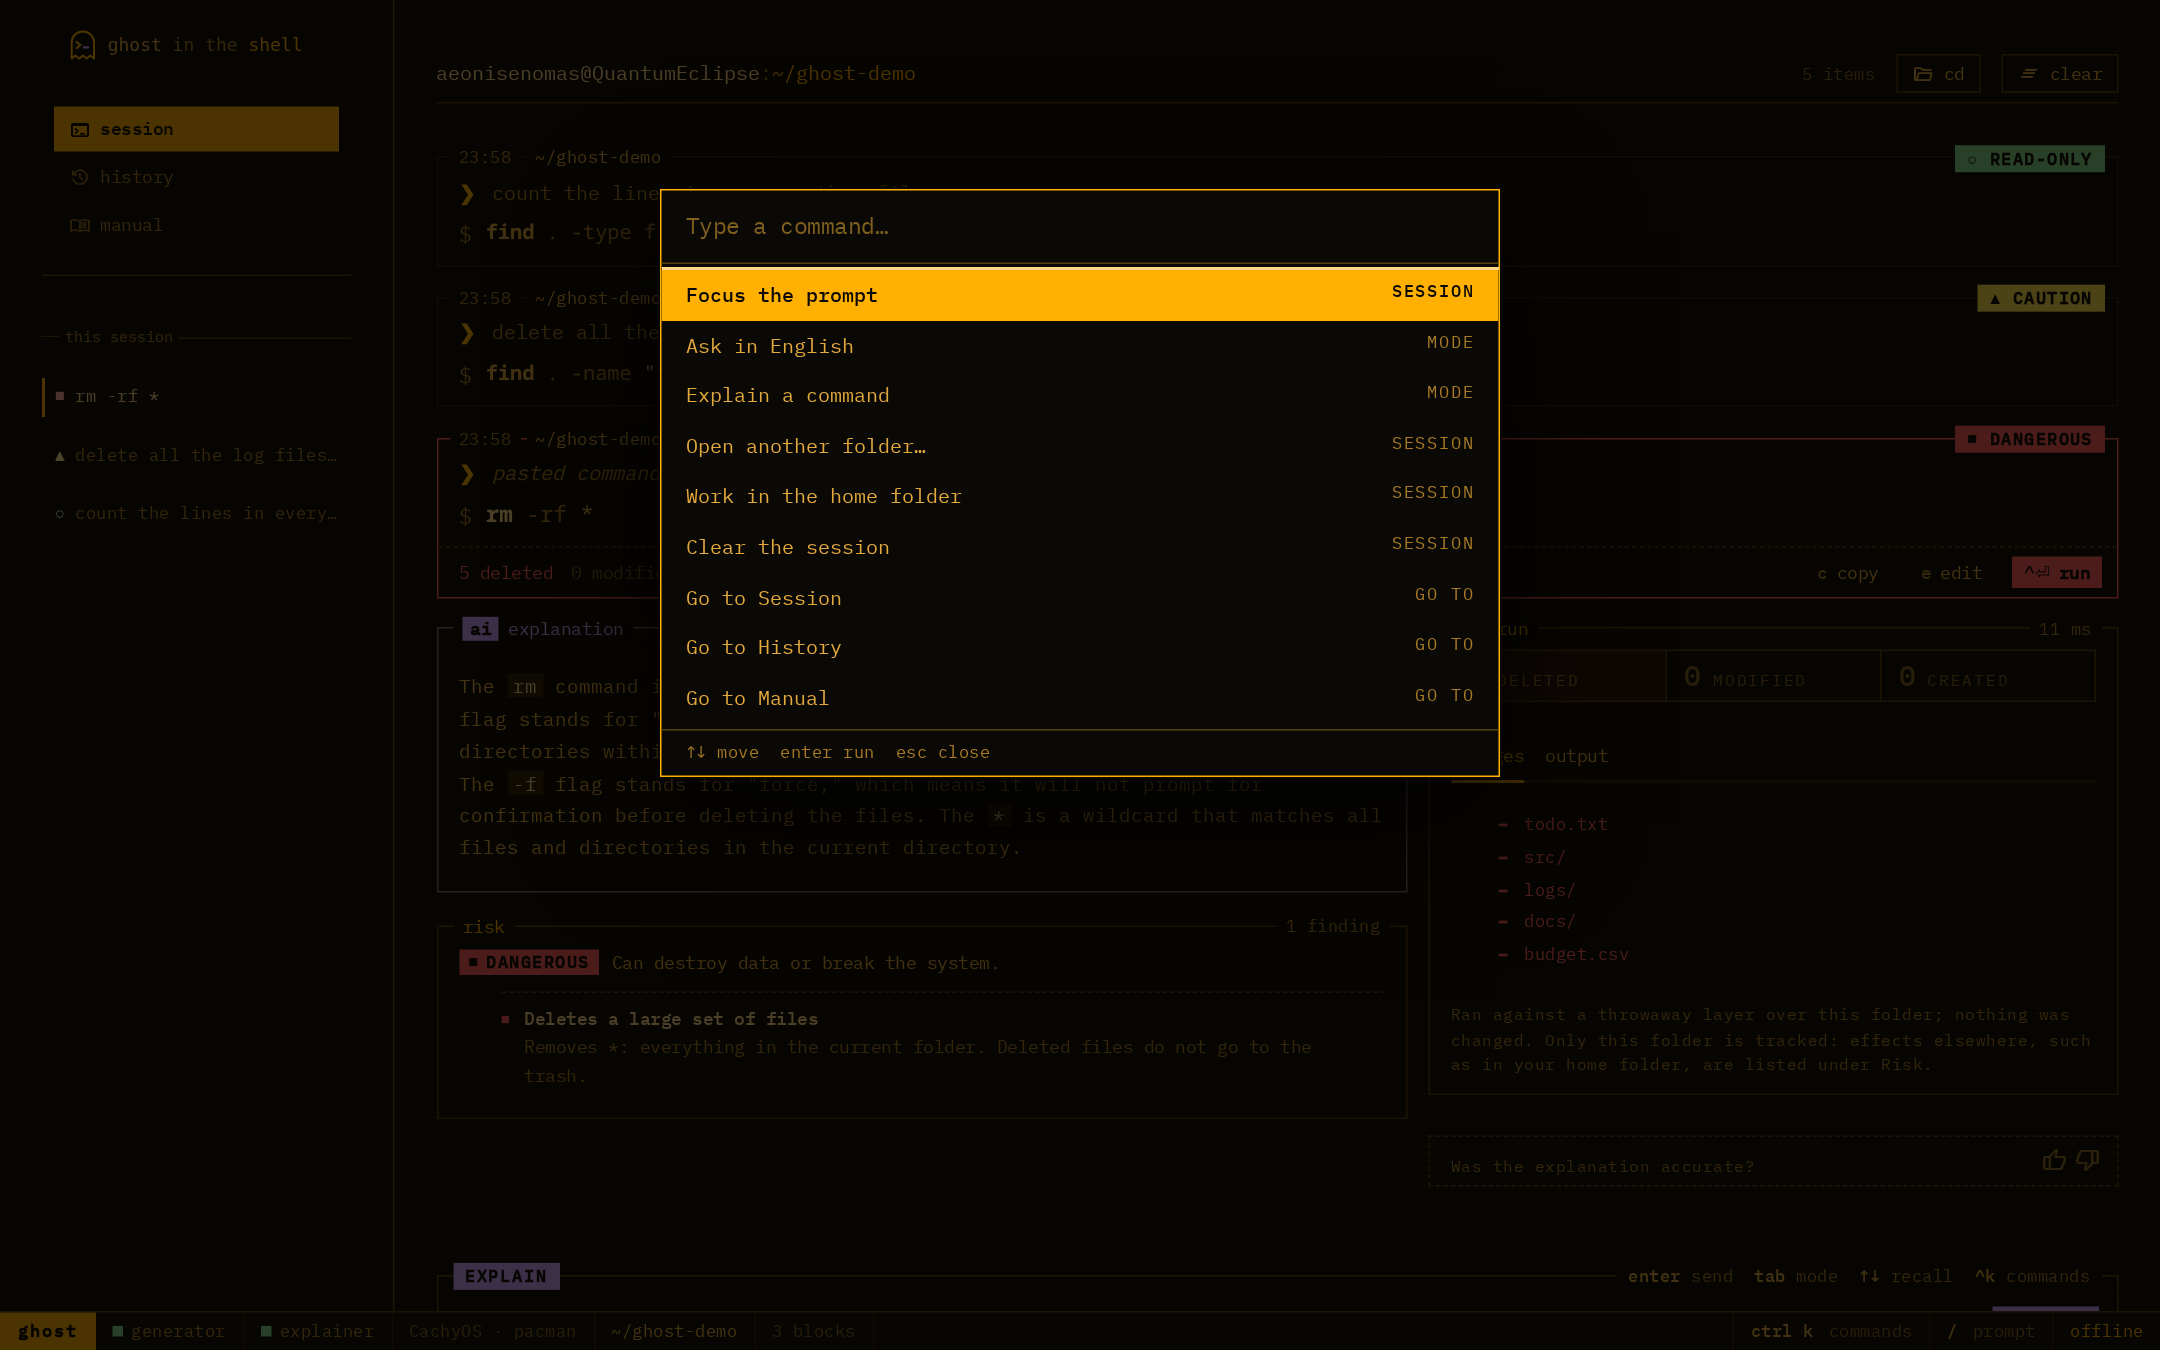 ghost in the shell
session
history
manual
this session
■ rm -rf *
▲ delete all the log files…
○ count the lines in every…
aeonisenomas@QuantumEclipse:~/ghost-demo
5 items
cd
clear
23:58 ~/ghost-demo
○ READ-ONLY
❯ count the line
$ find . -type f
23:58 ~/ghost-demo
▲ CAUTION
❯ delete all the
$ find . -name "
23:58 ~/ghost-demo
■ DANGEROUS
❯ pasted command
$ rm -rf *
5 deleted 0 modifi
c copy e edit ^⏎ run
Type a command…
Focus the prompt SESSION
Ask in English MODE
Explain a command MODE
Open another folder… SESSION
Work in the home folder SESSION
Clear the session SESSION
Go to Session GO TO
Go to History GO TO
Go to Manual GO TO
↑↓ move enter run esc close
ai explanation
The rm command
flag stands for "
directories withi
The -f flag stands for "force," which means it will not prompt for
confirmation before deleting the files. The * is a wildcard that matches all
files and directories in the current directory.
risk
1 finding
■ DANGEROUS Can destroy data or break the system.
■ Deletes a large set of files
Removes *: everything in the current folder. Deleted files do not go to the
trash.
run
11 ms
DELETED
0 MODIFIED
0 CREATED
es output
– todo.txt
– src/
– logs/
– docs/
– budget.csv
Ran against a throwaway layer over this folder; nothing was
changed. Only this folder is tracked: effects elsewhere, such
as in your home folder, are listed under Risk.
Was the explanation accurate?
EXPLAIN
enter send tab mode ↑↓ recall ^k commands
ghost
■ generator
■ explainer
CachyOS · pacman
~/ghost-demo
3 blocks
ctrl k commands
/ prompt
offline